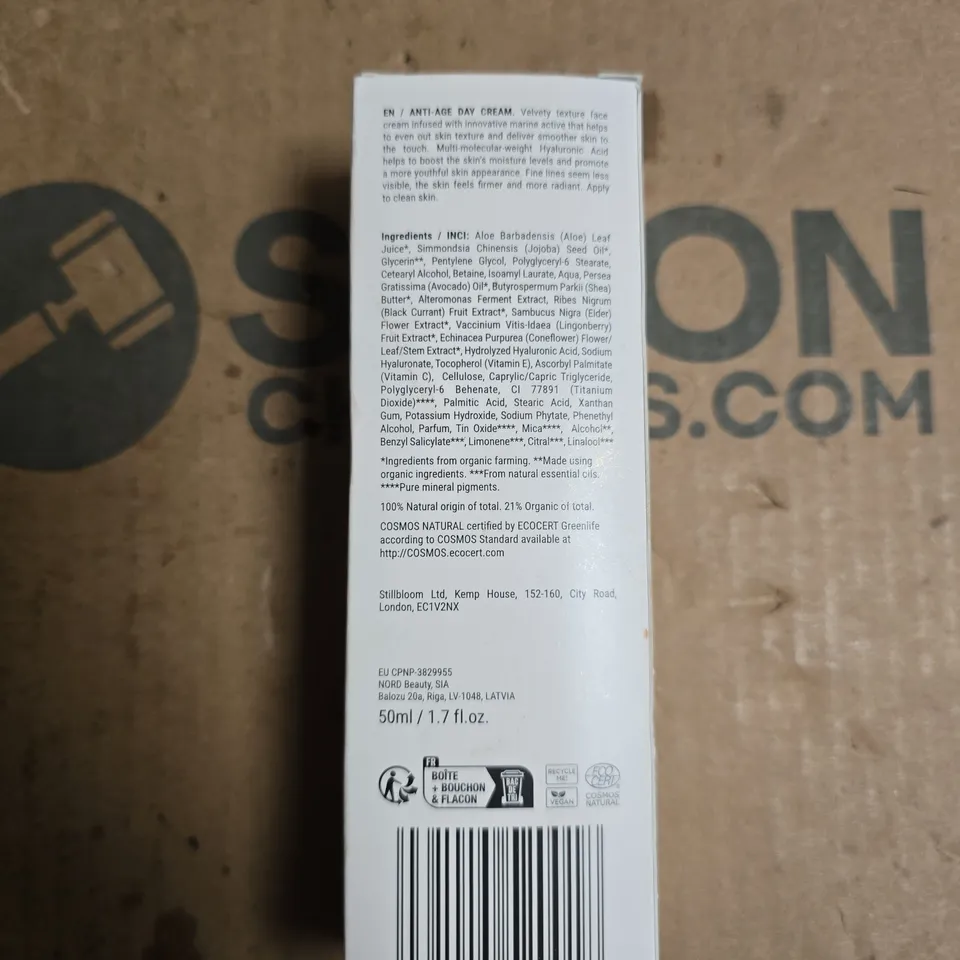 EN / ANTI-AGE DAY CREAM. Velvety texture face
cream infused with innovative marine active that helps
to even out skin texture and deliver smoother skin to
the touch. Multi-molecular-weight Hyaluronic Acid
helps to boost the skin's moisture levels and promote
a more youthful skin appearance. Fine lines seem less
visible, the skin feels firmer and more radiant. Apply
to clean skin.
Ingredients / INCI: Aloe Barbadensis (Aloe) Leaf
Juice*, Simmondsia Chinensis (Jojoba) Seed Oil*,
Glycerin**, Pentylene Glycol, Polyglyceryl-6 Stearate,
Cetearyl Alcohol, Betaine, Isoamyl Laurate, Aqua, Persea
Gratissima (Avocado) Oil*, Butyrospermum Parkii (Shea)
Butter*, Alteromonas Ferment Extract, Ribes Nigrum
(Black Currant) Fruit Extract*, Sambucus Nigra (Elder)
Flower Extract*, Vaccinium Vitis-Idaea (Lingonberry)
Fruit Extract*, Echinacea Purpurea (Coneflower) Flower/
Leaf/Stem Extract*, Hydrolyzed Hyaluronic Acid, Sodium
Hyaluronate, Tocopherol (Vitamin E), Ascorbyl Palmitate
(Vitamin C), Cellulose, Caprylic/Capric Triglyceride,
Polyglyceryl-6 Behenate, CI 77891 (Titanium
Dioxide)****, Palmitic Acid, Stearic Acid, Xanthan
Gum, Potassium Hydroxide, Sodium Phytate, Phenethyl
Alcohol, Parfum, Tin Oxide****, Mica****, Alcohol**,
Benzyl Salicylate***, Limonene***, Citral***, Linalool***
*Ingredients from organic farming. **Made using
organic ingredients. ***From natural essential oils.
****Pure mineral pigments.
100% Natural origin of total. 21% Organic of total.
COSMOS NATURAL certified by ECOCERT Greenlife
according to COSMOS Standard available at
http://COSMOS.ecocert.com
Stillbloom Ltd, Kemp House, 152-160, City Road,
London, EC1V2NX
EU CPNP-3829955
NORD Beauty, SIA
Balozu 20a, Riga, LV-1048, LATVIA
50ml / 1.7 fl.oz.
FR
BOÎTE
+ BOUCHON
& FLACON
BAC
DE
TRI
RECYCLE
ME!
VEGAN
ECO
CERT
COSMOS
NATURAL
S ON
C S.COM